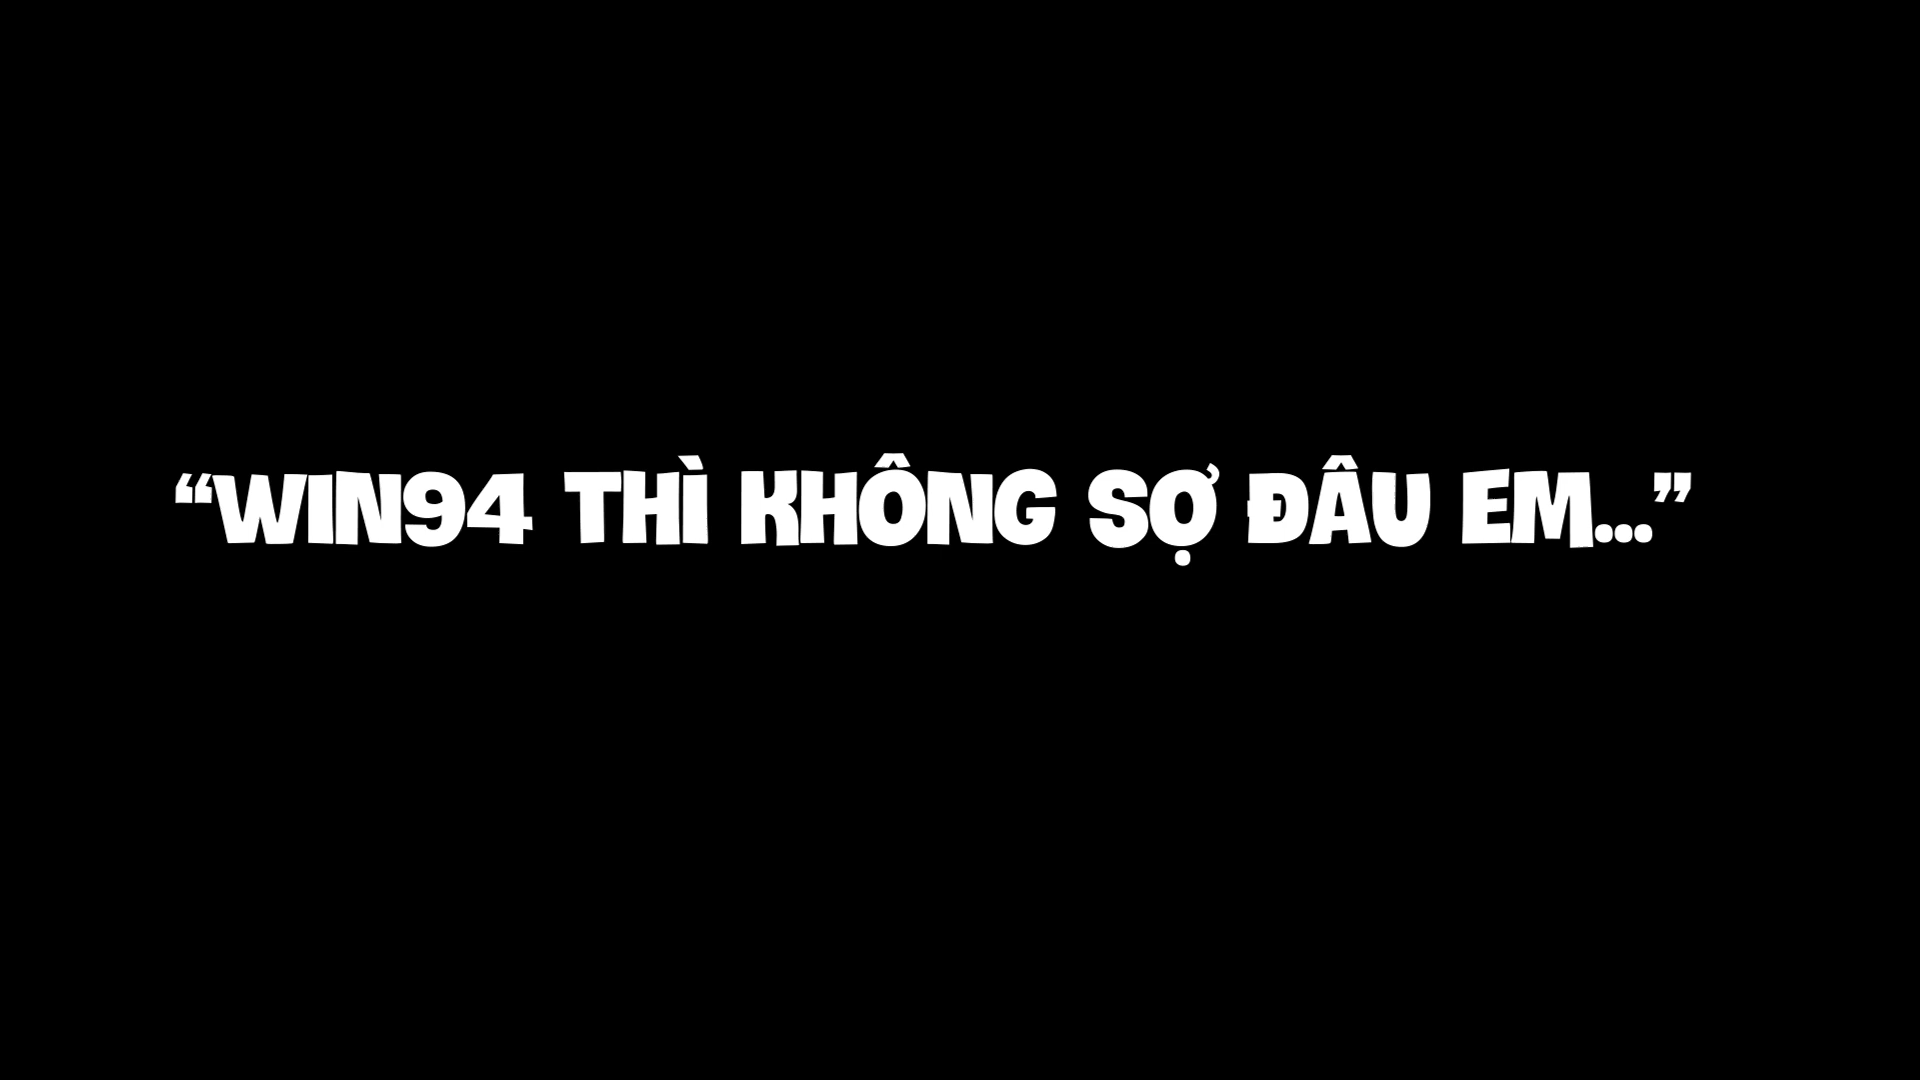 “WIN94 THÌ KHÔNG SỢ ĐÂU EM...”